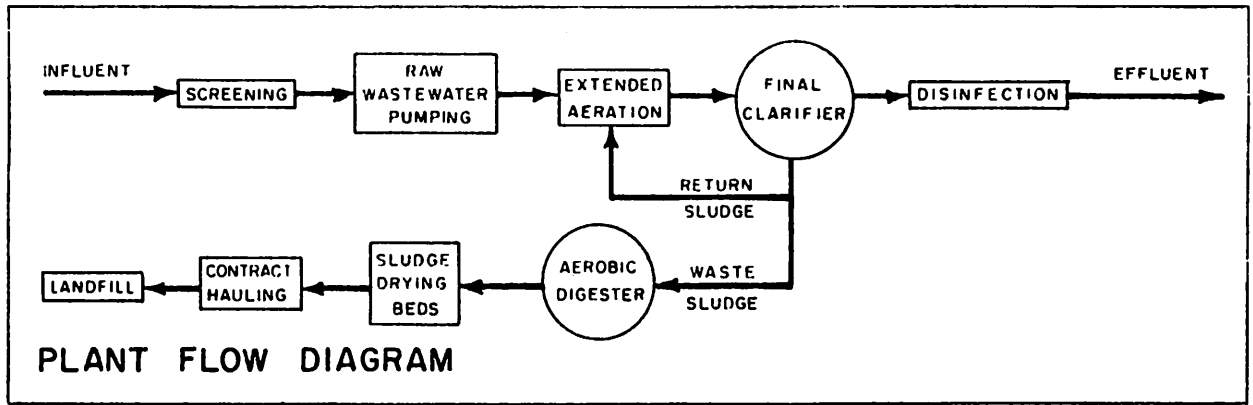 INFLUENT
SCREENING
RAW
WASTEWATER
PUMPING
EXTENDED
AERATION
FINAL
CLARIFIER
DISINFECTION
EFFLUENT
RETURN
SLUDGE
LANDFILL
CONTRACT
HAULING
SLUDGE
DRYING
BEDS
AEROBIC
DIGESTER
WASTE
SLUDGE
PLANT FLOW DIAGRAM